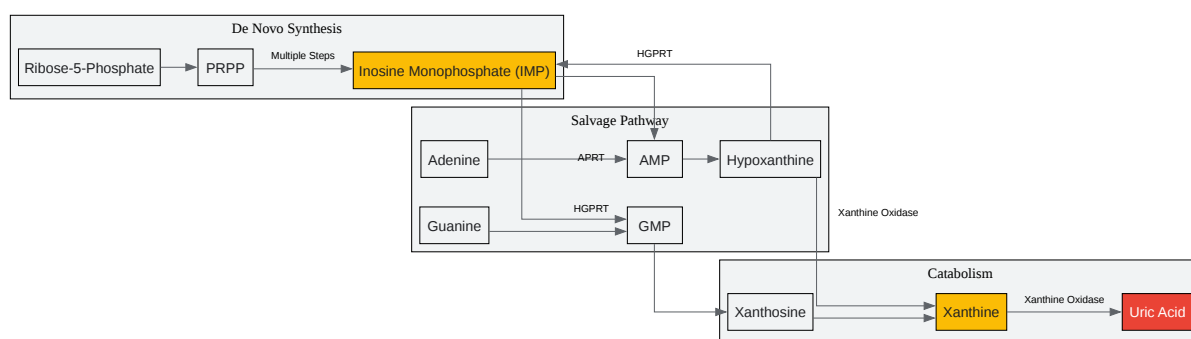 De Novo Synthesis
Ribose-5-Phosphate
PRPP
Multiple Steps
Inosine Monophosphate (IMP)
HGPRT
Salvage Pathway
Adenine
APRT
AMP
Hypoxanthine
Guanine
HGPRT
GMP
Xanthine Oxidase
Catabolism
Xanthosine
Xanthine
Xanthine Oxidase
Uric Acid